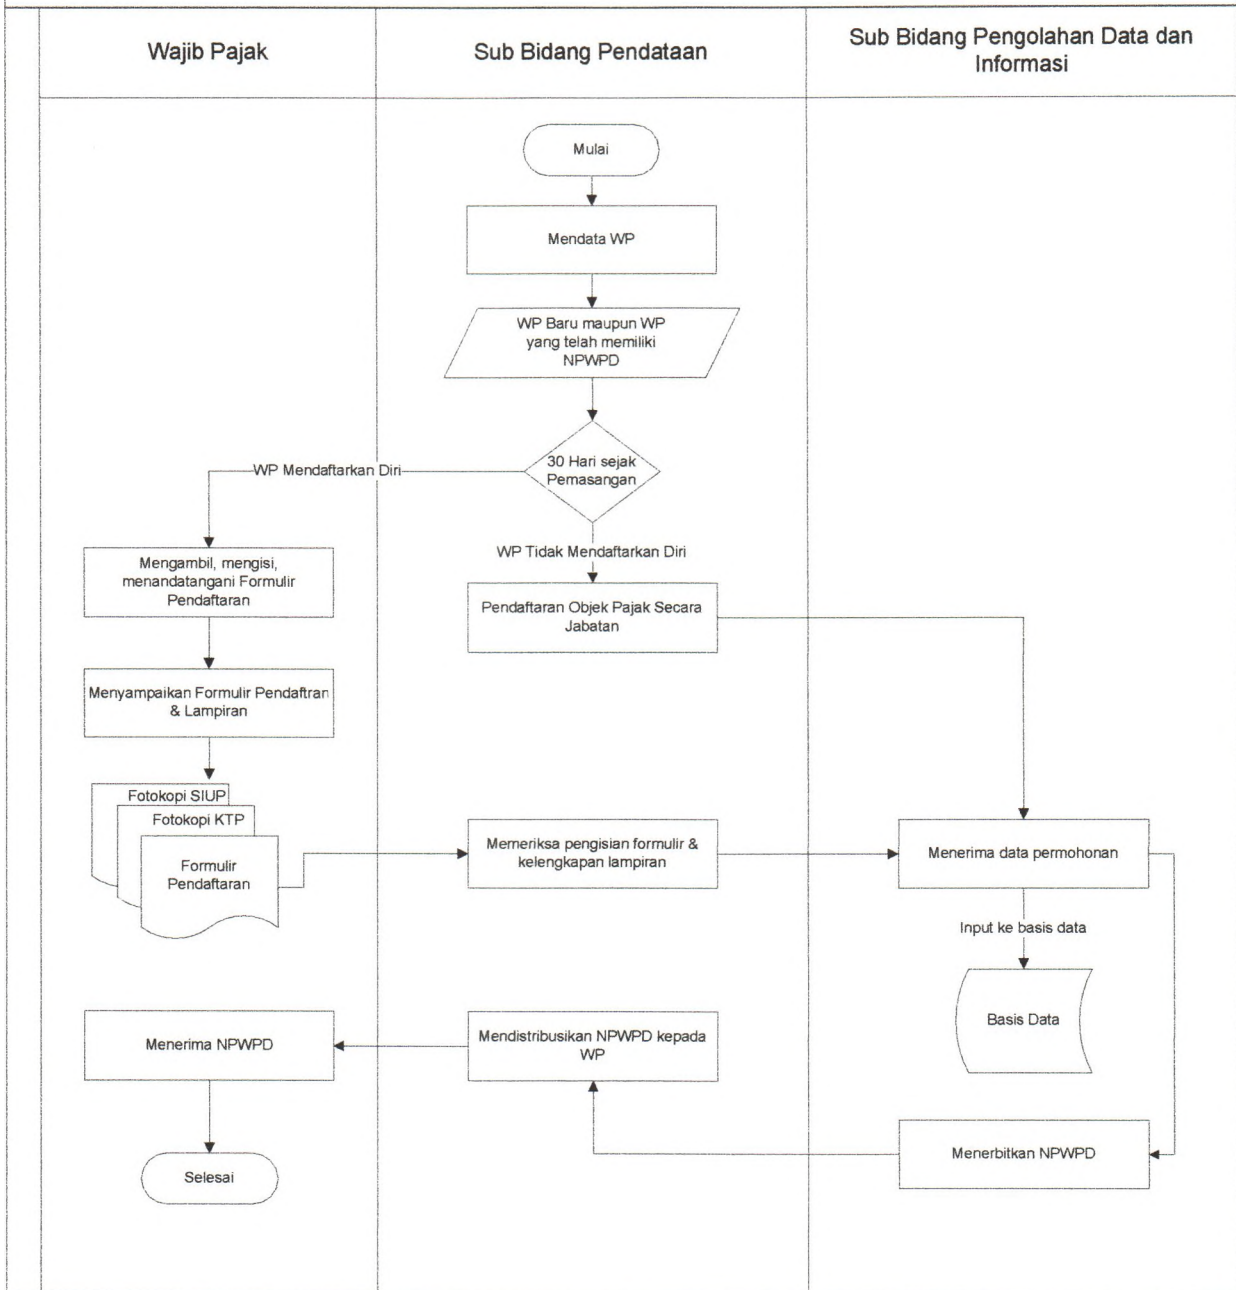 Wajib Pajak
Sub Bidang Pendataan
Sub Bidang Pengolahan Data dan
Informasi
Mulai
Mendata WP
WP Baru maupun WP
yang telah memiliki
NPWPD
30 Hari sejak
Pemasangan
WP Mendaftarkan Diri
WP Tidak Mendaftarkan Diri
Mengambil, mengisi,
menandatangani Formulir
Pendaftaran
Pendaftaran Objek Pajak Secara
Jabatan
Menyampaikan Formulir Pendaftran
& Lampiran
Fotokopi SIUP
Fotokopi KTP
Formulir
Pendaftaran
Memeriksa pengisian formulir &
kelengkapan lampiran
Menerima data permohonan
Input ke basis data
Basis Data
Menerima NPWPD
Mendistribusikan NPWPD kepada
WP
Menerbitkan NPWPD
Selesai